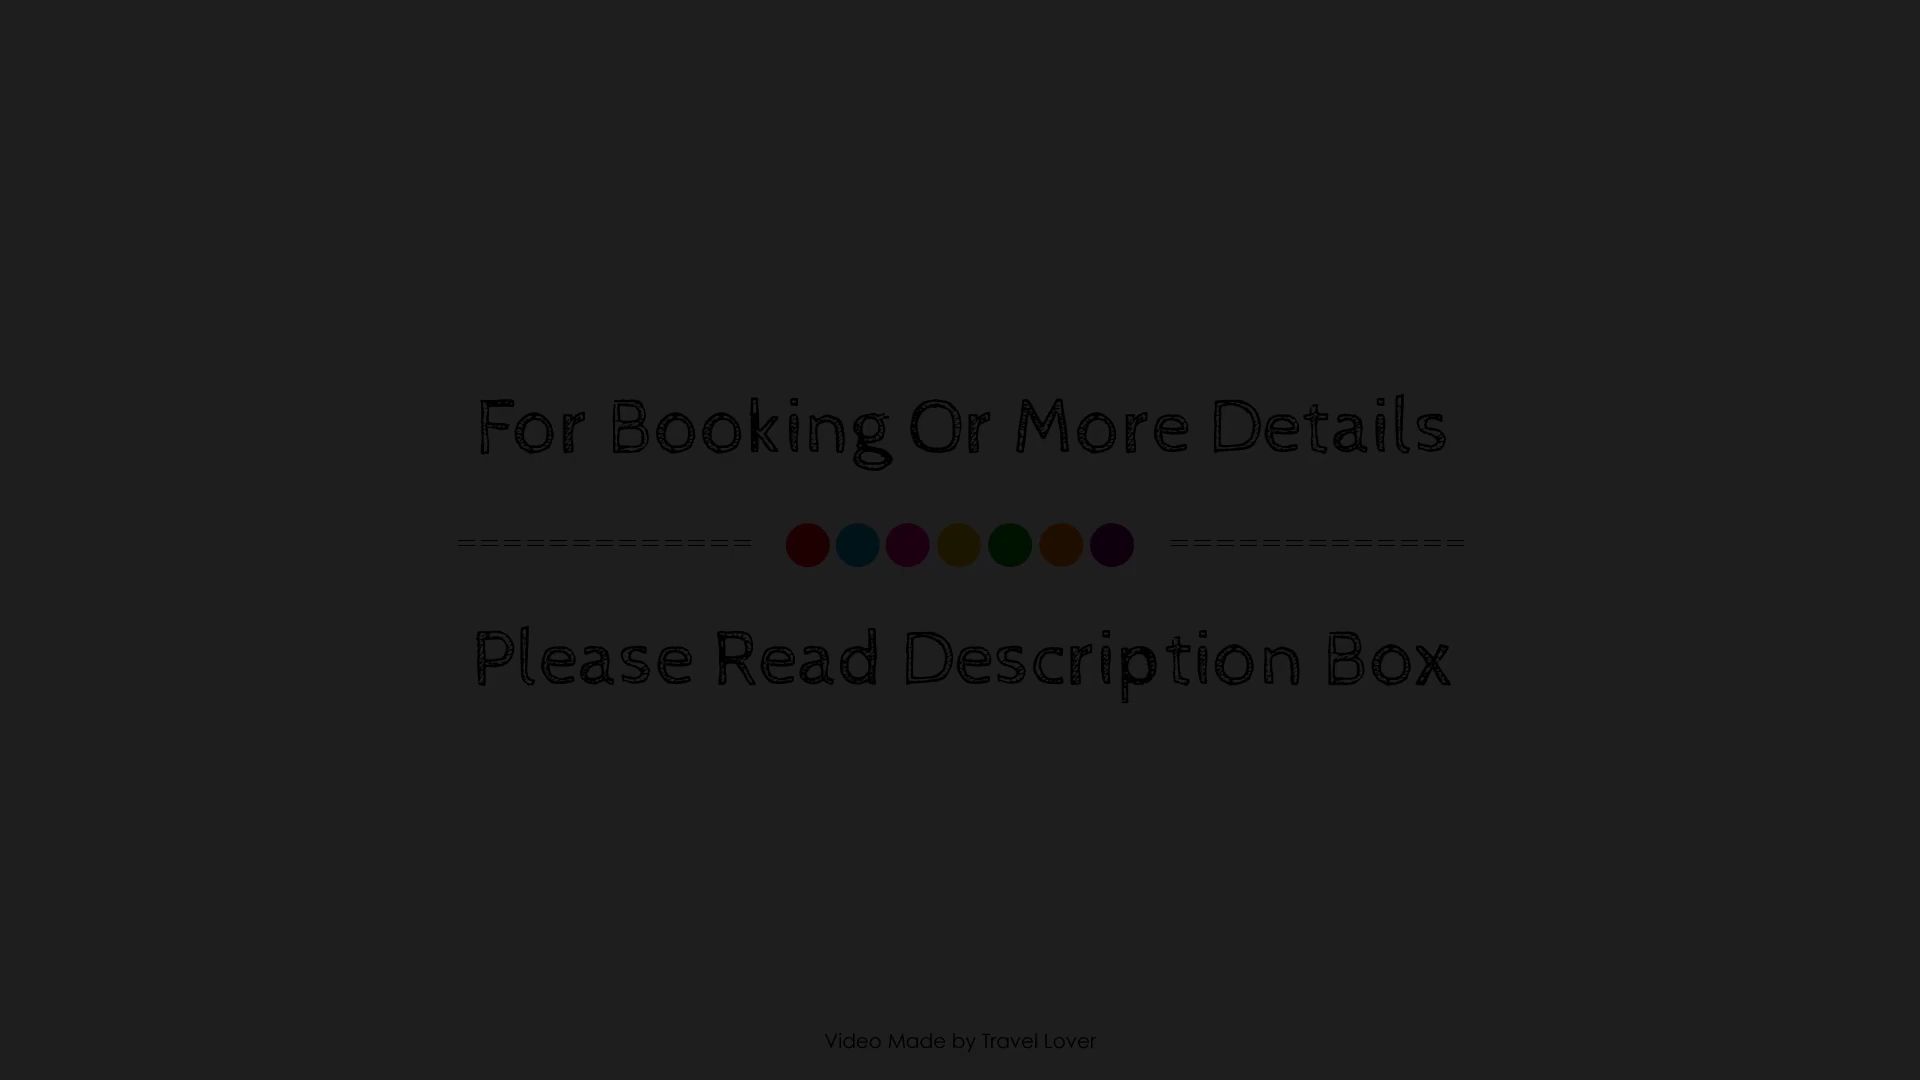 For Booking Or More Details
============= =============
Please Read Description Box
Video Made by Travel Lover